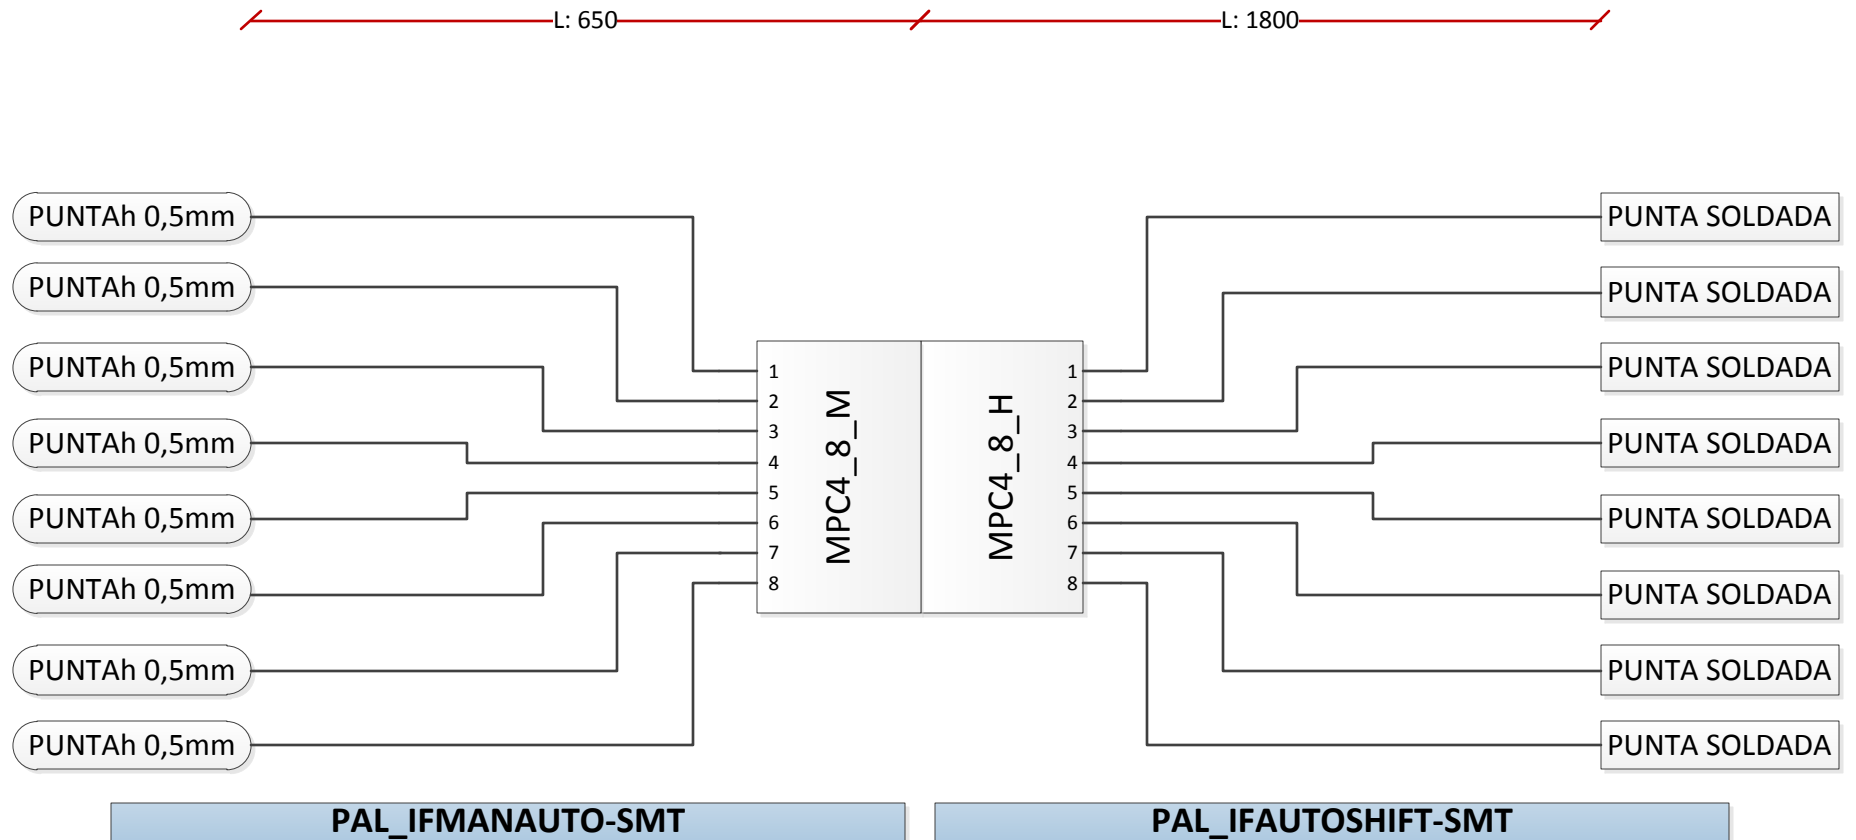 L: 650
L: 1800
PUNTAh 0,5mm
PUNTAh 0,5mm
PUNTAh 0,5mm
PUNTAh 0,5mm
PUNTAh 0,5mm
PUNTAh 0,5mm
PUNTAh 0,5mm
PUNTAh 0,5mm
1
2
3
4
5
6
7
8
MPC4_8_M
MPC4_8_H
1
2
3
4
5
6
7
8
PUNTA SOLDADA
PUNTA SOLDADA
PUNTA SOLDADA
PUNTA SOLDADA
PUNTA SOLDADA
PUNTA SOLDADA
PUNTA SOLDADA
PUNTA SOLDADA
PAL_IFMANAUTO-SMT
PAL_IFAUTOSHIFT-SMT